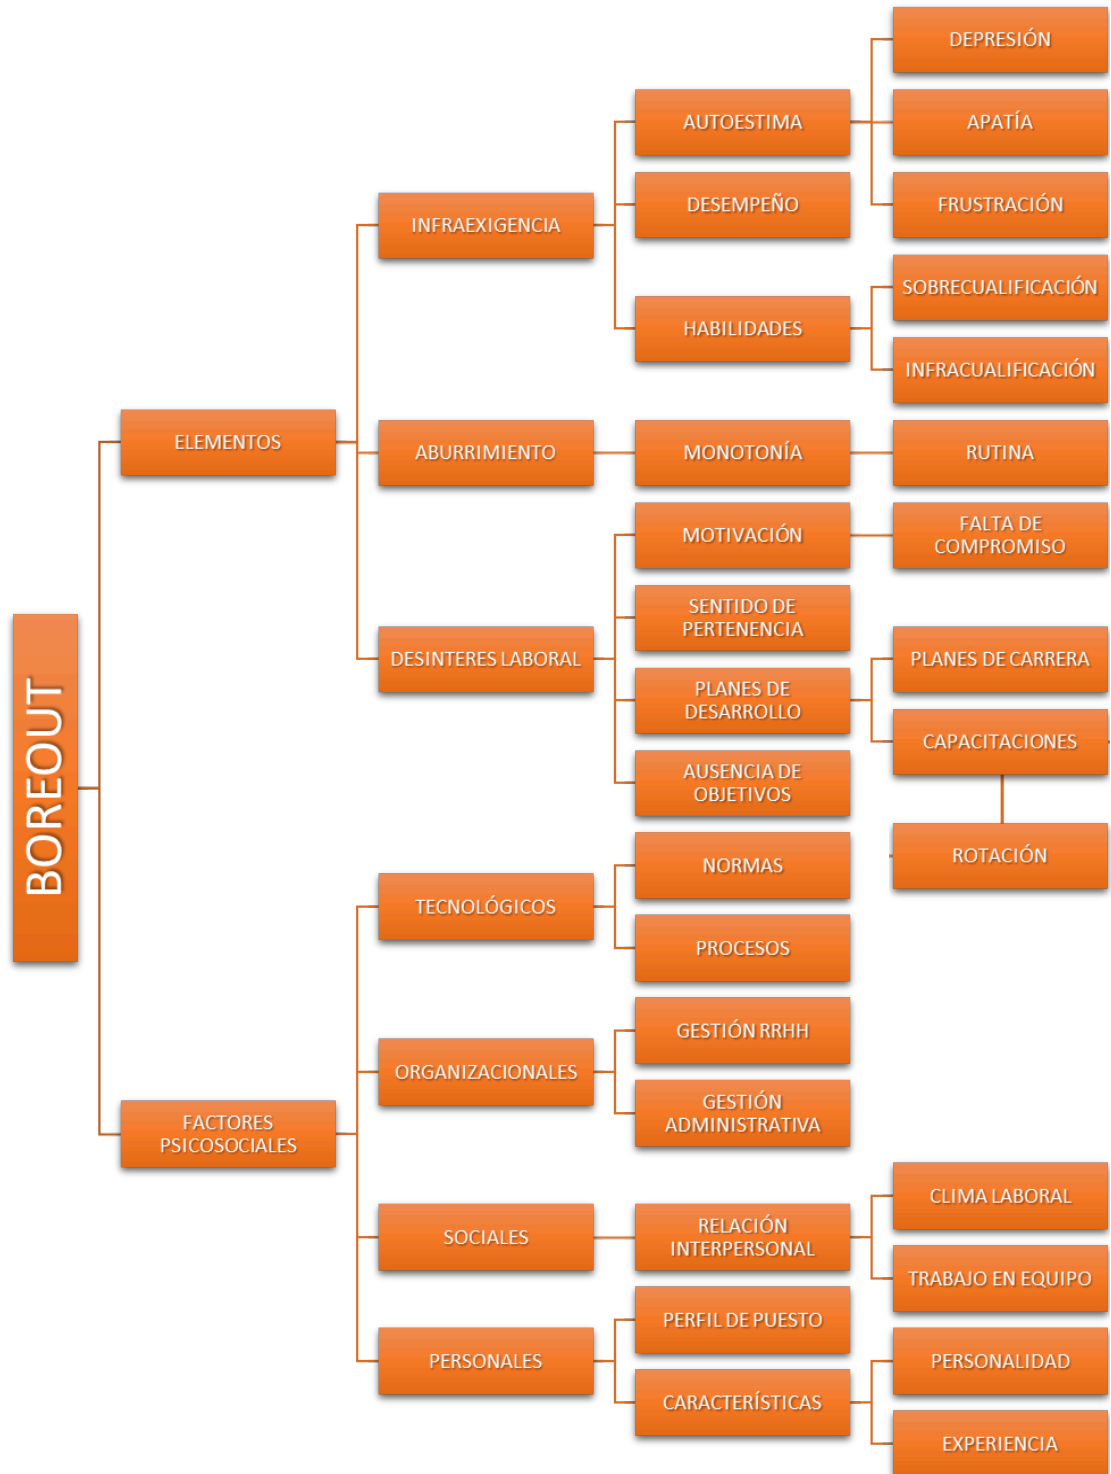 BOREOUT
ELEMENTOS
INFRAEXIGENCIA
AUTOESTIMA
DEPRESIÓN
APATÍA
FRUSTRACIÓN
DESEMPEÑO
HABILIDADES
SOBRECUALIFICACIÓN
INFRACUALIFICACIÓN
ABURRIMIENTO
MONOTONÍA
RUTINA
DESINTERES LABORAL
MOTIVACIÓN
FALTA DE
COMPROMISO
SENTIDO DE
PERTENENCIA
PLANES DE
DESARROLLO
PLANES DE CARRERA
CAPACITACIONES
ROTACIÓN
AUSENCIA DE
OBJETIVOS
FACTORES
PSICOSOCIALES
TECNOLÓGICOS
NORMAS
PROCESOS
ORGANIZACIONALES
GESTIÓN RRHH
GESTIÓN
ADMINISTRATIVA
SOCIALES
RELACIÓN
INTERPERSONAL
CLIMA LABORAL
TRABAJO EN EQUIPO
PERSONALES
PERFIL DE PUESTO
CARACTERÍSTICAS
PERSONALIDAD
EXPERIENCIA